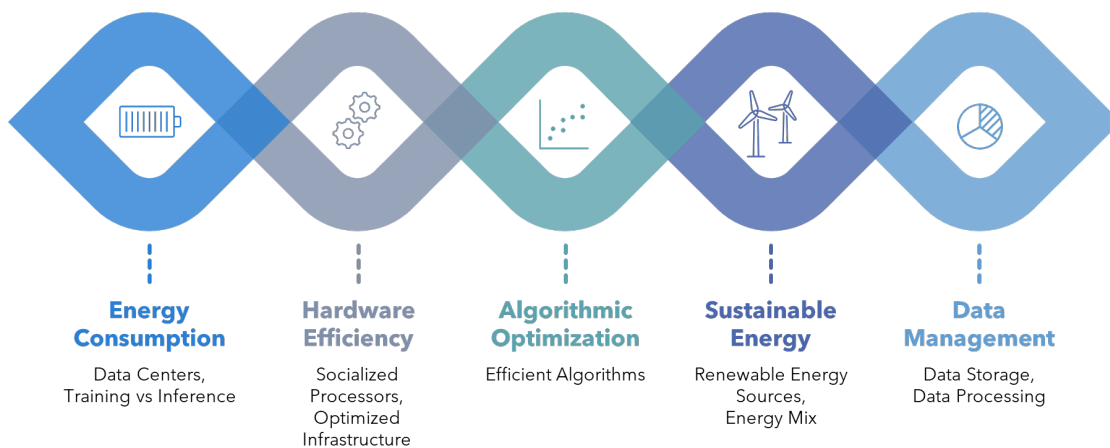 Energy
Consumption
Data Centers,
Training vs Inference
Hardware
Efficiency
Socialized
Processors,
Optimized
Infrastructure
Algorithmic
Optimization
Efficient Algorithms
Sustainable
Energy
Renewable Energy
Sources,
Energy Mix
Data
Management
Data Storage,
Data Processing